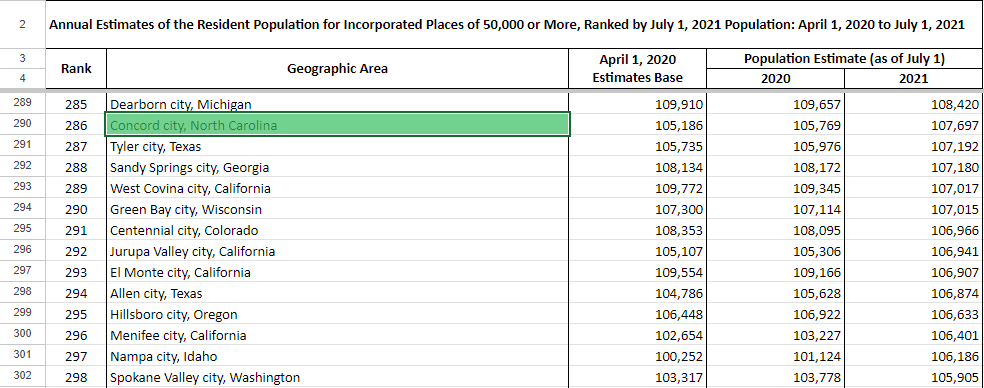 2 Annual Estimates of the Resident Population for Incorporated Places of 50,000 or More, Ranked by July 1, 2021 Population: April 1, 2020 to July 1, 2021
3 Rank Geographic Area April 1, 2020 Population Estimate (as of July 1)
4 Estimates Base 2020 2021
289 285 Dearborn city, Michigan 109,910 109,657 108,420
290 286 Concord city, North Carolina 105,186 105,769 107,697
291 287 Tyler city, Texas 105,735 105,976 107,192
292 288 Sandy Springs city, Georgia 108,134 108,172 107,180
293 289 West Covina city, California 109,772 109,345 107,017
294 290 Green Bay city, Wisconsin 107,300 107,114 107,015
295 291 Centennial city, Colorado 108,353 108,095 106,966
296 292 Jurupa Valley city, California 105,107 105,306 106,941
297 293 El Monte city, California 109,554 109,166 106,907
298 294 Allen city, Texas 104,786 105,628 106,874
299 295 Hillsboro city, Oregon 106,448 106,922 106,633
300 296 Menifee city, California 102,654 103,227 106,401
301 297 Nampa city, Idaho 100,252 101,124 106,186
302 298 Spokane Valley city, Washington 103,317 103,778 105,905